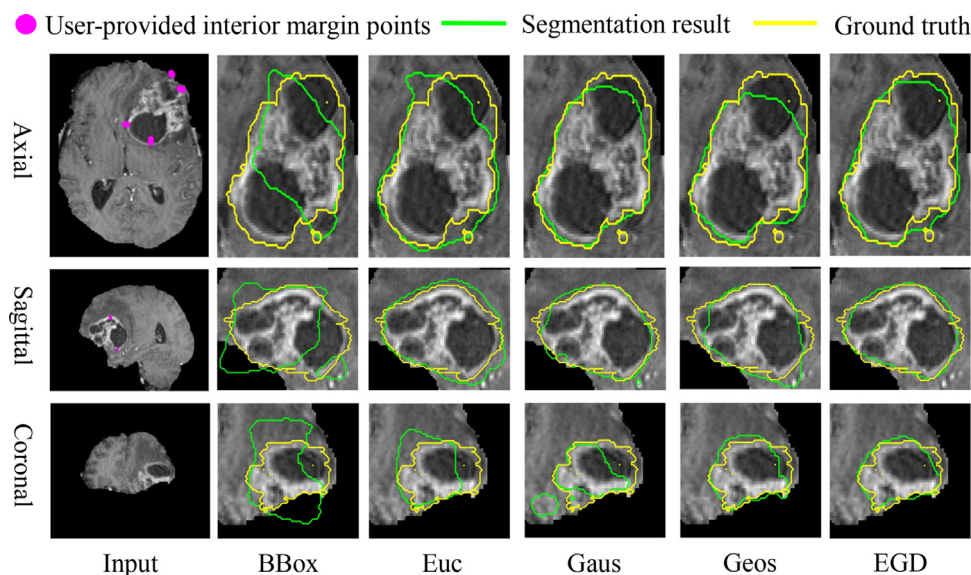 User-provided interior margin points Segmentation result Ground truth
Axial
Sagittal
Coronal
Input BBox Euc Gaus Geos EGD